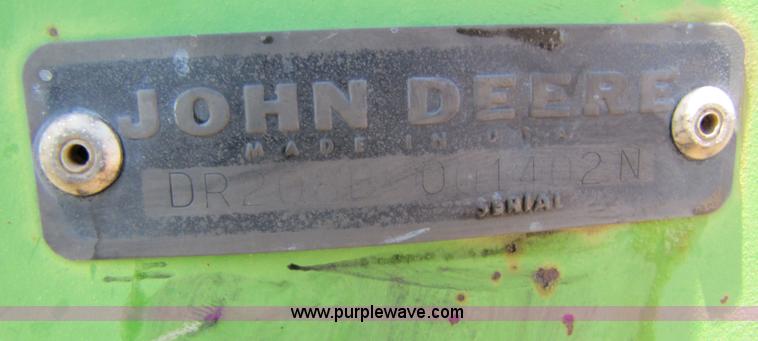 JOHN DEERE
MADE IN USA
001402N
SERIAL
www.purplewave.com